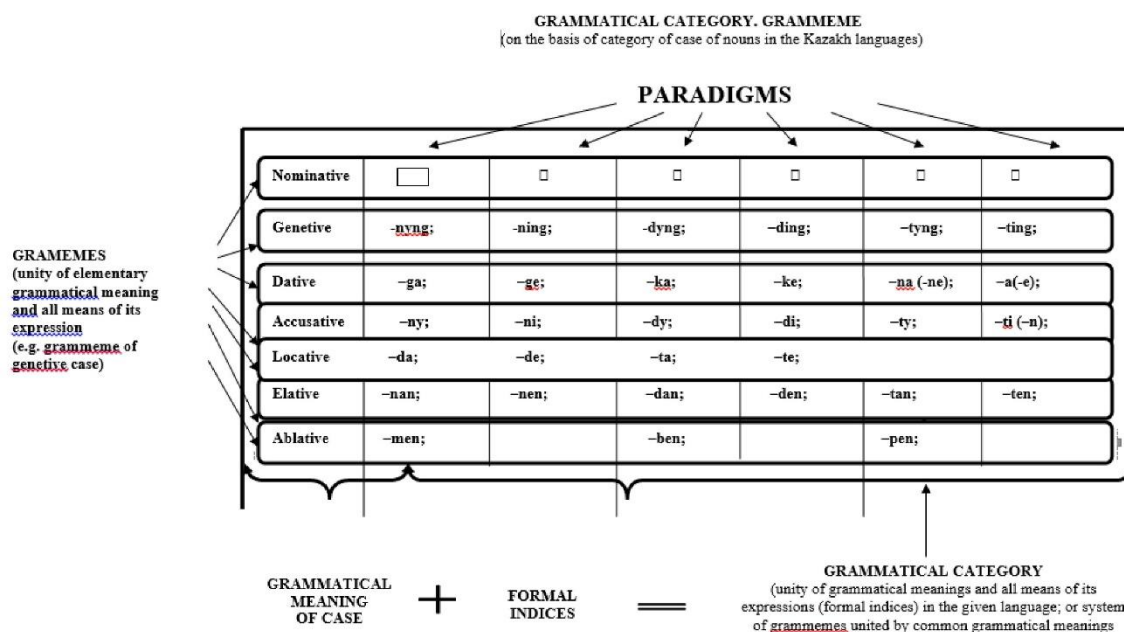 GRAMMATICAL CATEGORY. GRAMMEME
(on the basis of category of case of nouns in the Kazakh languages)
PARADIGMS
Nominative
Genetive -nyng; -ning; -dyng; –ding; –tyng; –ting;
Dative –ga; –ge; –ka; –ke; –na (-ne); –a(-e);
Accusative –ny; –ni; –dy; –di; –ty; –ti (–n);
Locative –da; –de; –ta; –te;
Elative –nan; –nen; –dan; –den; –tan; –ten;
Ablative –men; –ben; –pen;
GRAMEMES
(unity of elementary
grammatical meaning
and all means of its
expression
(e.g. grammeme of
genetive case)
GRAMMATICAL
MEANING
OF CASE
+
FORMAL
INDICES
=
GRAMMATICAL CATEGORY
(unity of grammatical meanings and all means of its
expressions (formal indices) in the given language; or system
of grammemes united by common grammatical meanings